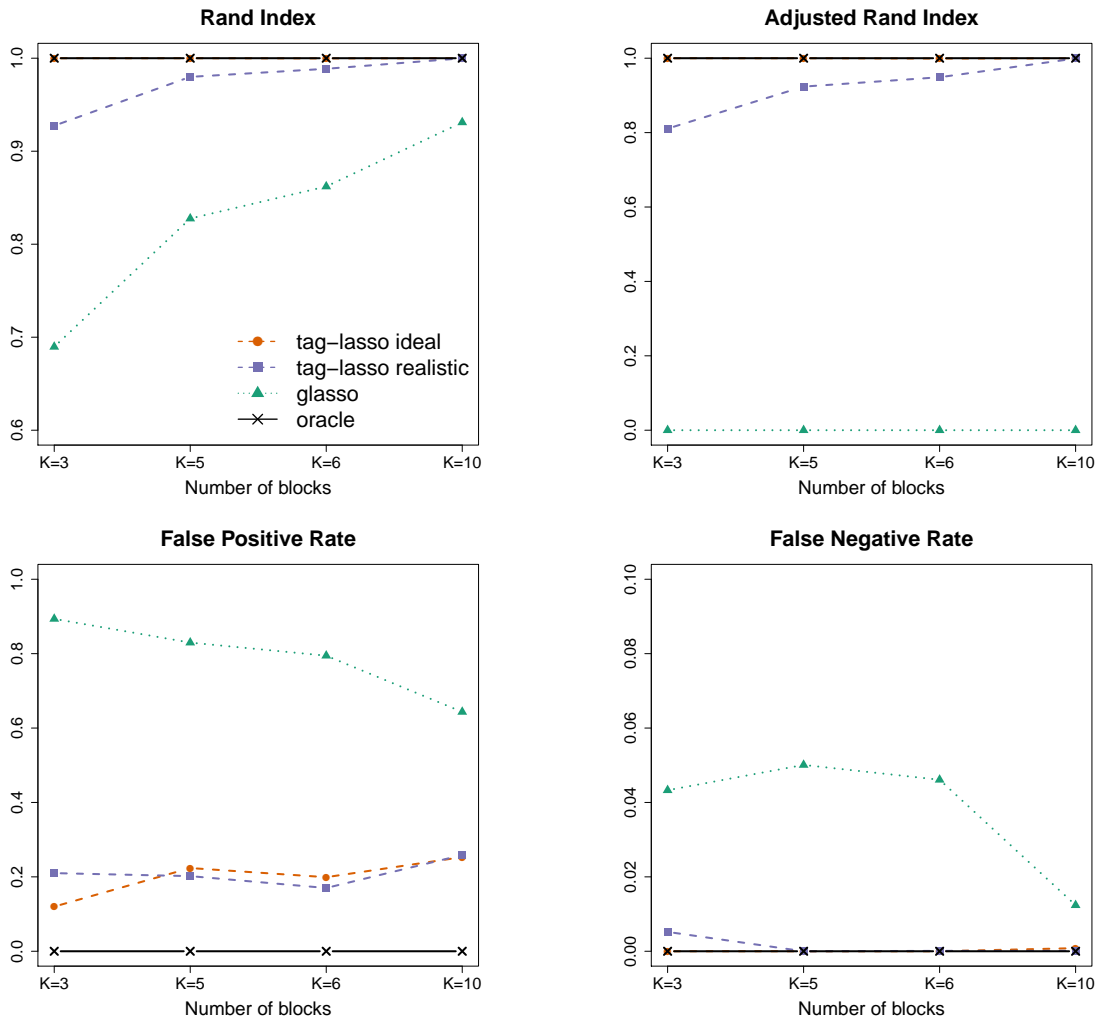 Rand Index
1.0
0.9
0.8
0.7
0.6
tag−lasso ideal
tag−lasso realistic
glasso
oracle
K=3 K=5 K=6 K=10
Number of blocks
Adjusted Rand Index
1.0
0.8
0.6
0.4
0.2
0.0
K=3 K=5 K=6 K=10
Number of blocks
False Positive Rate
1.0
0.8
0.6
0.4
0.2
0.0
K=3 K=5 K=6 K=10
Number of blocks
False Negative Rate
0.10
0.08
0.06
0.04
0.02
0.00
K=3 K=5 K=6 K=10
Number of blocks